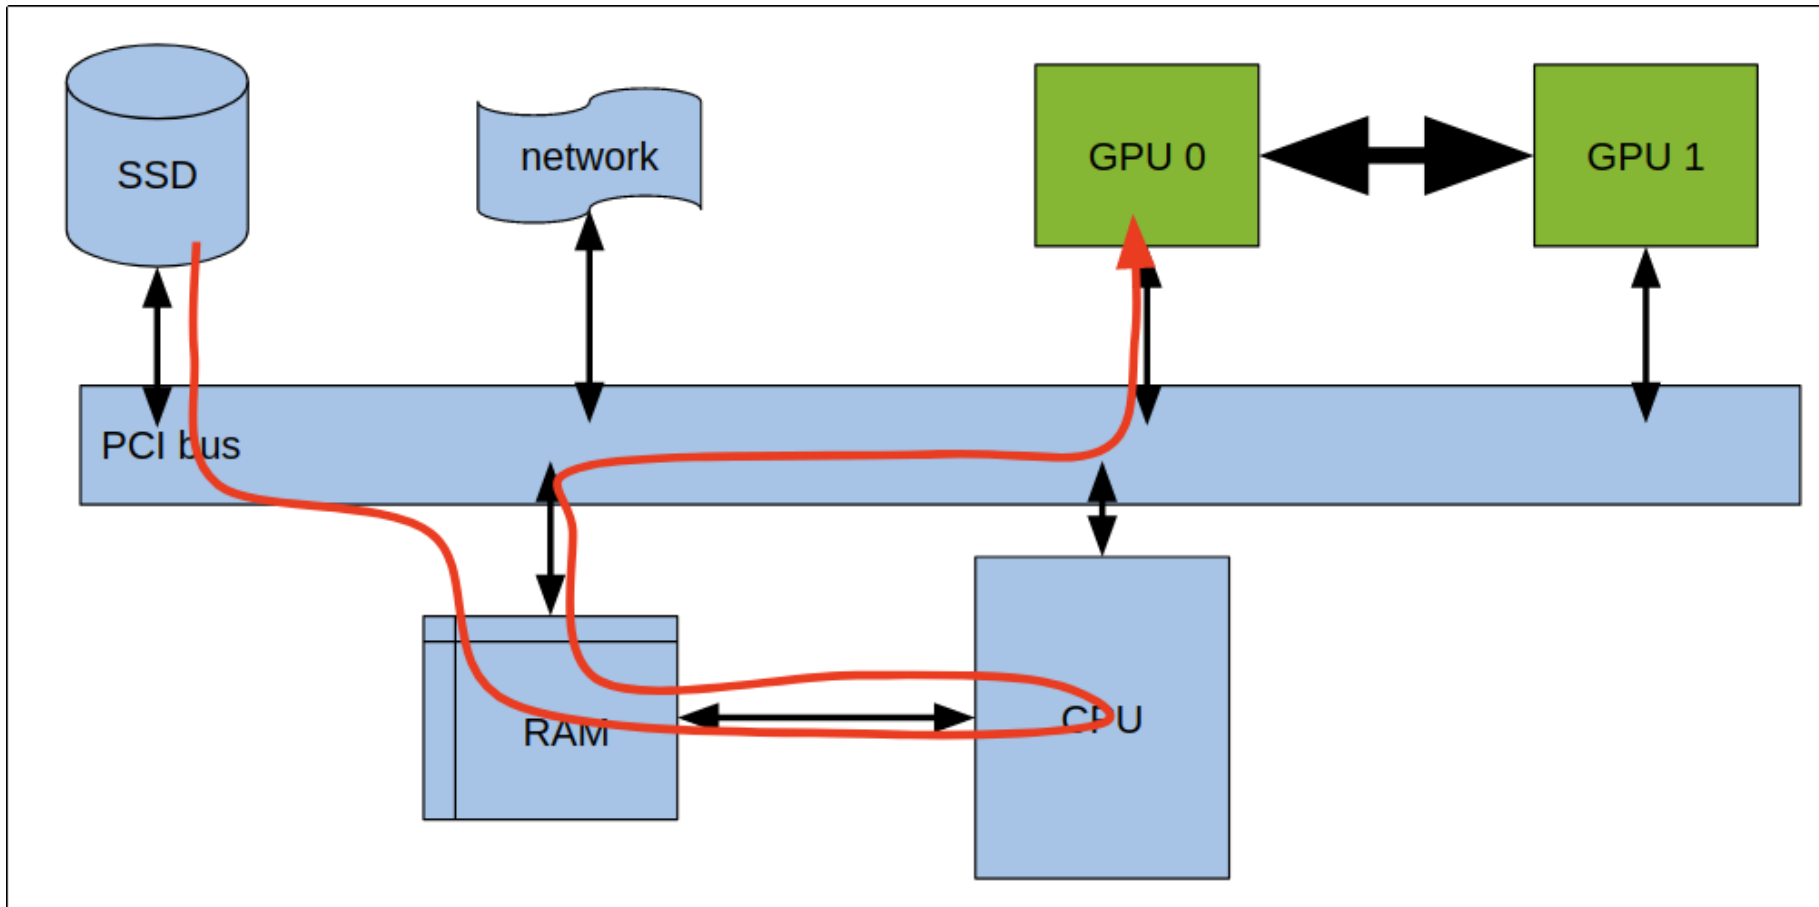 SSD
network
GPU 0
GPU 1
PCI bus
RAM
CPU